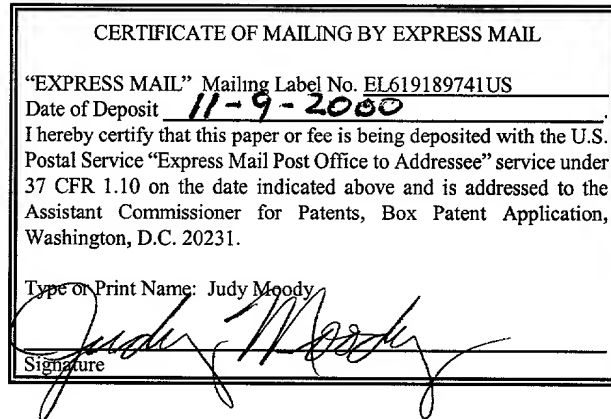 CERTIFICATE OF MAILING BY EXPRESS MAIL
"EXPRESS MAIL" Mailing Label No. EL619189741US
Date of Deposit 11-9-2000.
I hereby certify that this paper or fee is being deposited with the U.S.
Postal Service "Express Mail Post Office to Addressee" service under
37 CFR 1.10 on the date indicated above and is addressed to the
Assistant Commissioner for Patents, Box Patent Application,
Washington, D.C. 20231.
Type or Print Name: Judy Moody
Judy Moody
Signature